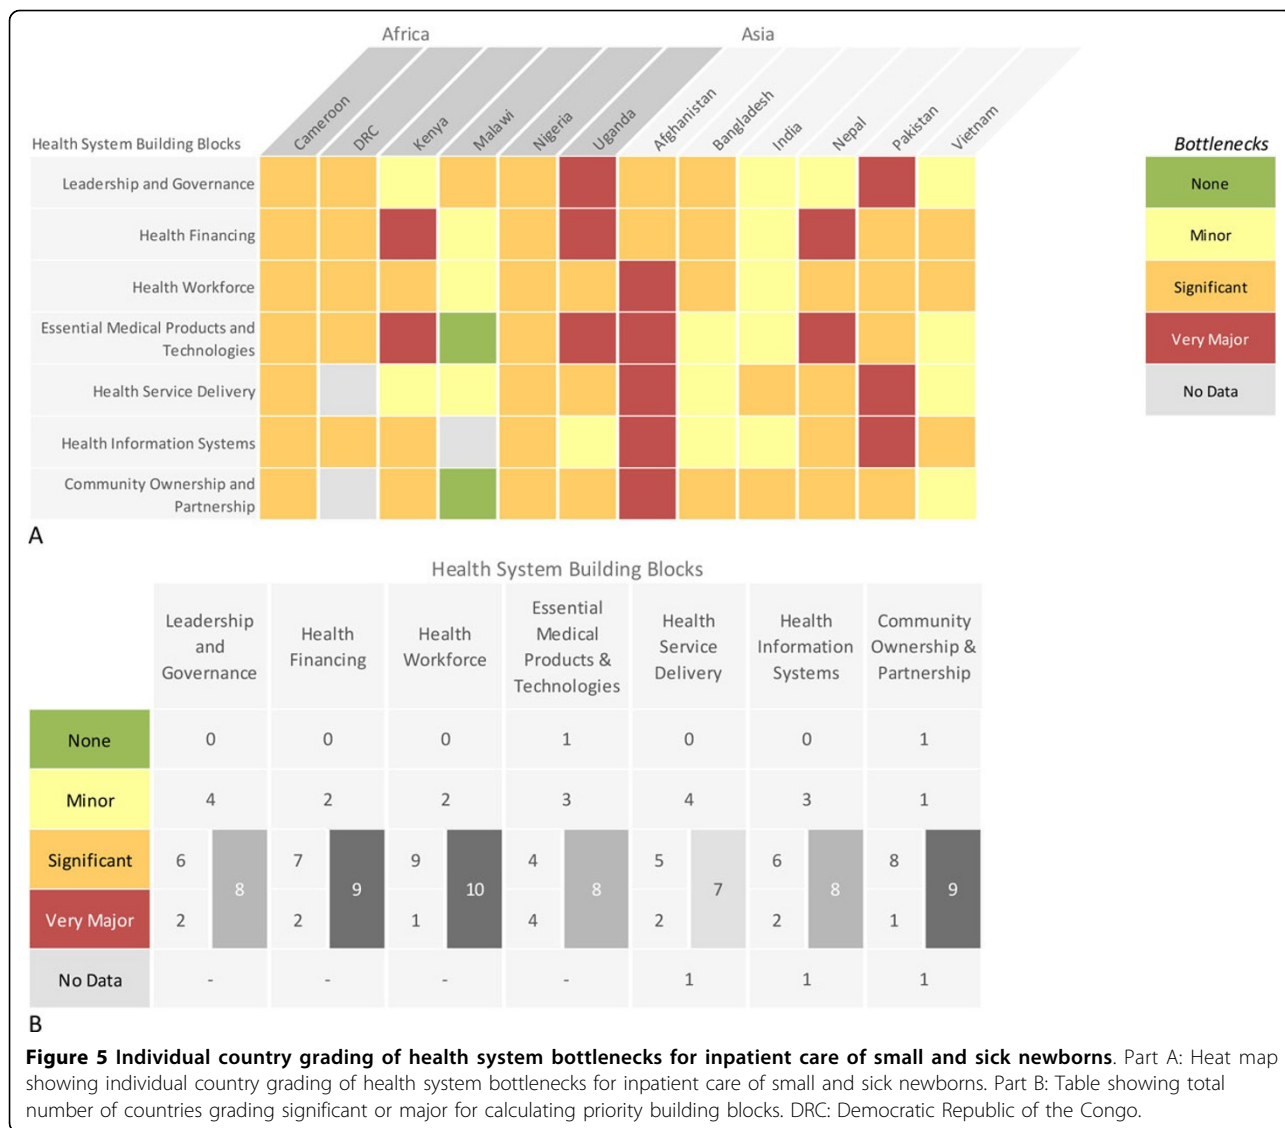 Africa Asia
Cameroon DRC Kenya Malawi Nigeria Uganda Afghanistan Bangladesh India Nepal Pakistan Vietnam
Health System Building Blocks
Bottlenecks
Leadership and Governance
None
Health Financing
Minor
Health Workforce
Significant
Essential Medical Products and
Technologies
Very Major
Health Service Delivery
No Data
Health Information Systems
Community Ownership and
Partnership
A
Health System Building Blocks
Leadership
and
Governance
Health
Financing
Health
Workforce
Essential
Medical
Products &
Technologies
Health
Service
Delivery
Health
Information
Systems
Community
Ownership &
Partnership
None 0 0 0 1 0 0 1
Minor 4 2 2 3 4 3 1
Significant 6 7 9 4 5 6 8
8 9 10 8 7 8 9
Very Major 2 2 1 4 2 2 1
No Data - - - - 1 1 1
B
Figure 5 Individual country grading of health system bottlenecks for inpatient care of small and sick newborns. Part A: Heat map
showing individual country grading of health system bottlenecks for inpatient care of small and sick newborns. Part B: Table showing total
number of countries grading significant or major for calculating priority building blocks. DRC: Democratic Republic of the Congo.